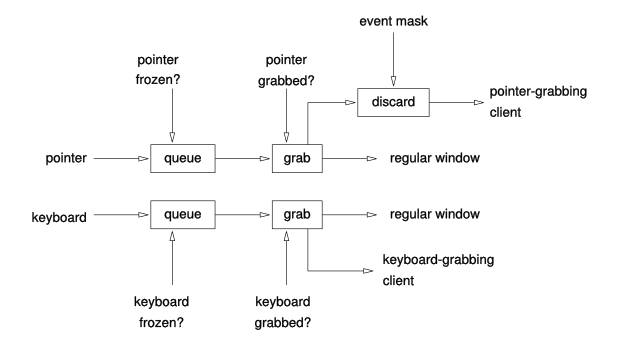 event mask
pointer
frozen?
pointer
grabbed?
discard
pointer-grabbing
client
pointer
queue
grab
regular window
keyboard
queue
grab
regular window
keyboard-grabbing
client
keyboard
frozen?
keyboard
grabbed?